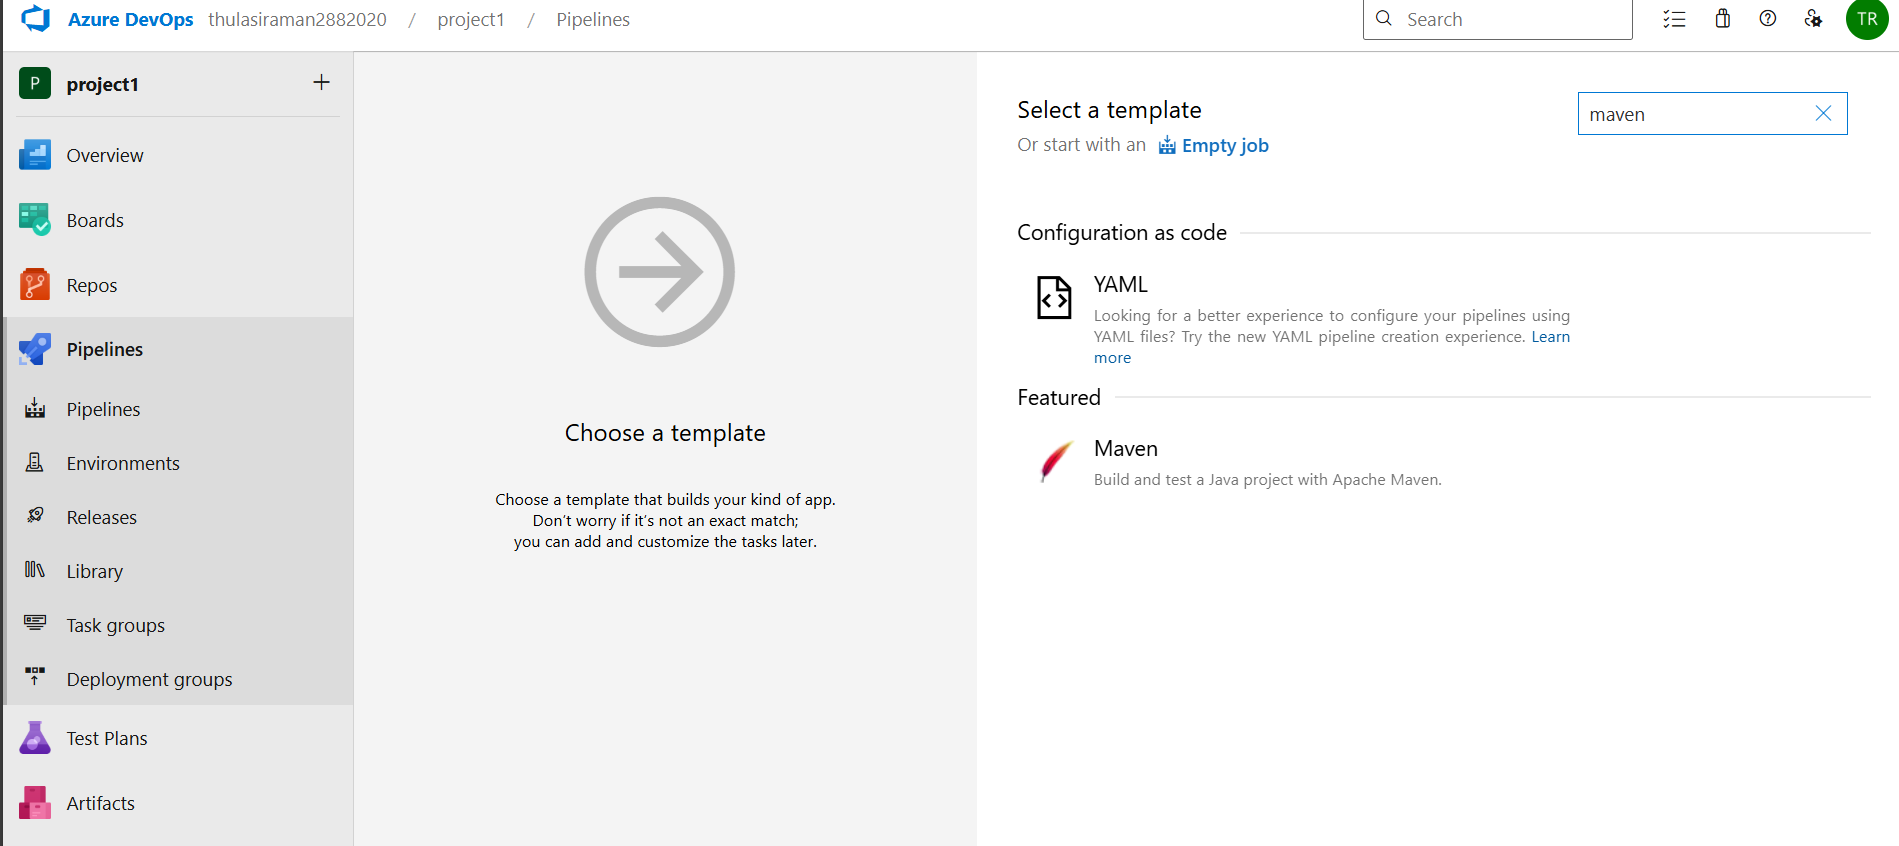 Azure DevOps thulasiraman2882020 / project1 / Pipelines
Search
TR
P project1 +
Overview
Boards
Repos
Pipelines
Pipelines
Environments
Releases
Library
Task groups
Deployment groups
Test Plans
Artifacts
Choose a template
Choose a template that builds your kind of app.
Don't worry if it's not an exact match;
you can add and customize the tasks later.
Select a template
Or start with an Empty job
maven
Configuration as code
YAML
Looking for a better experience to configure your pipelines using
YAML files? Try the new YAML pipeline creation experience. Learn
more
Featured
Maven
Build and test a Java project with Apache Maven.